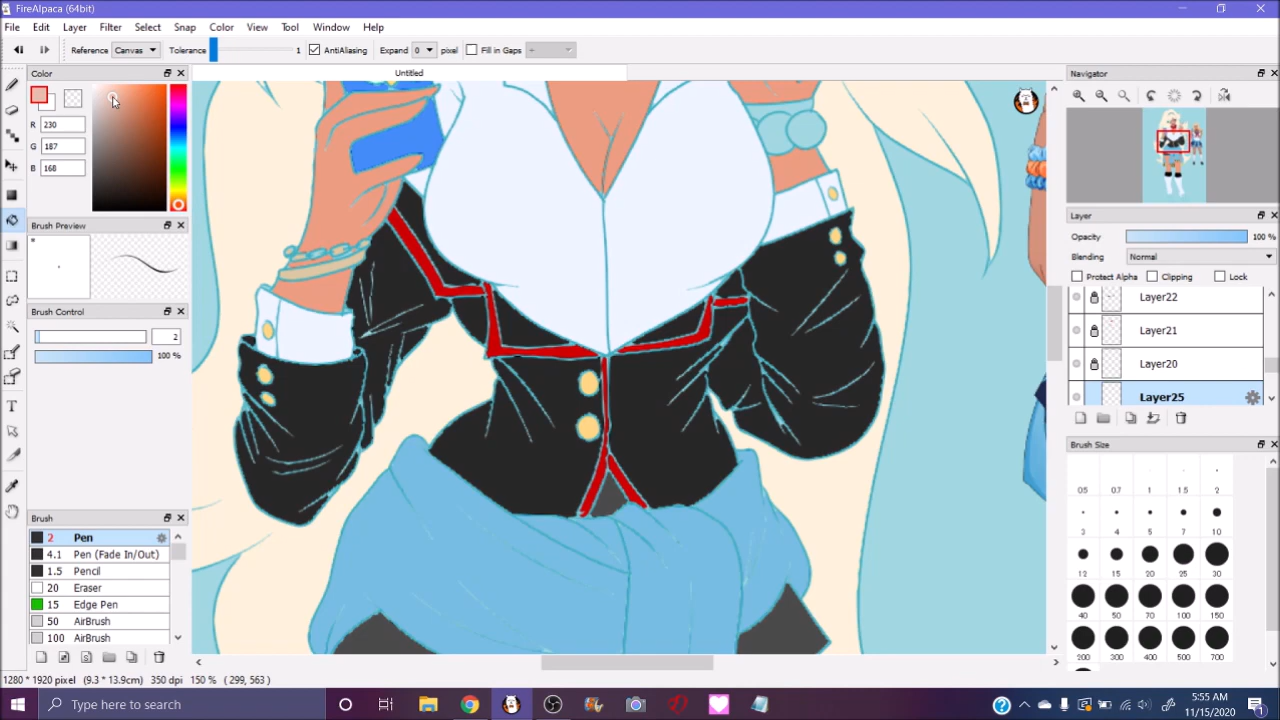 FireAlpaca (64bit)
File Edit Layer Filter Select Snap Color View Tool Window Help
Reference Canvas Tolerance 1 AntiAliasing Expand 0 pixel Fill in Gaps
Color
R 230
G 187
B 168
Brush Preview
Brush Control
2
100 %
Brush
2 Pen
4.1 Pen (Fade In/Out)
1.5 Pencil
20 Eraser
15 Edge Pen
50 AirBrush
100 AirBrush
Untitled
Navigator
Layer
Opacity 100 %
Blending Normal
Protect Alpha Clipping Lock
Layer22
Layer21
Layer20
Layer25
Brush Size
0.5 0.7 1 1.5 2
3 4 5 7 10
12 15 20 25 30
40 50 70 100 150
200 300 400 500 700
1280 * 1920 pixel (9.3 * 13.9cm) 350 dpi 150 % ( 299, 563 )
Type here to search
5:55 AM
11/15/2020